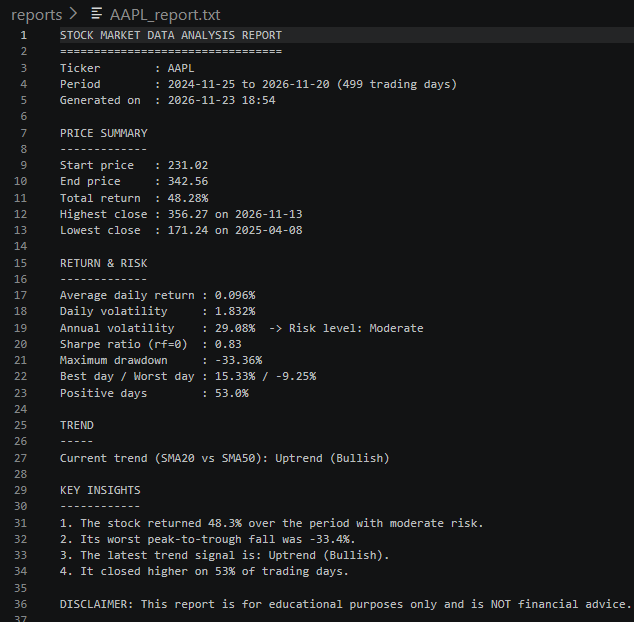 reports > AAPL_report.txt
1 STOCK MARKET DATA ANALYSIS REPORT
2 =================================
3 Ticker        : AAPL
4 Period        : 2024-11-25 to 2026-11-20 (499 trading days)
5 Generated on  : 2026-11-23 18:54
6
7 PRICE SUMMARY
8 -------------
9 Start price   : 231.02
10 End price     : 342.56
11 Total return  : 48.28%
12 Highest close : 356.27 on 2026-11-13
13 Lowest close  : 171.24 on 2025-04-08
14
15 RETURN & RISK
16 -------------
17 Average daily return : 0.096%
18 Daily volatility     : 1.832%
19 Annual volatility    : 29.08%  -> Risk level: Moderate
20 Sharpe ratio (rf=0)  : 0.83
21 Maximum drawdown     : -33.36%
22 Best day / Worst day : 15.33% / -9.25%
23 Positive days        : 53.0%
24
25 TREND
26 -----
27 Current trend (SMA20 vs SMA50): Uptrend (Bullish)
28
29 KEY INSIGHTS
30 ------------
31 1. The stock returned 48.3% over the period with moderate risk.
32 2. Its worst peak-to-trough fall was -33.4%.
33 3. The latest trend signal is: Uptrend (Bullish).
34 4. It closed higher on 53% of trading days.
35
36 DISCLAIMER: This report is for educational purposes only and is NOT financial advice.
37